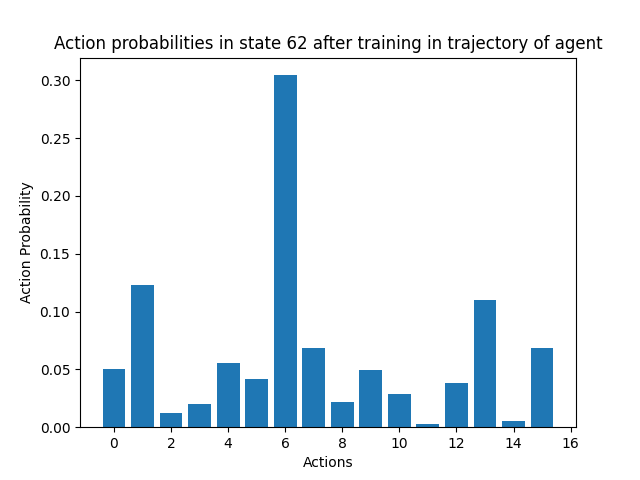 Action probabilities in state 62 after training in trajectory of agent
0.30
0.25
0.20
0.15
0.10
0.05
0.00
Action Probability
0 2 4 6 8 10 12 14 16
Actions